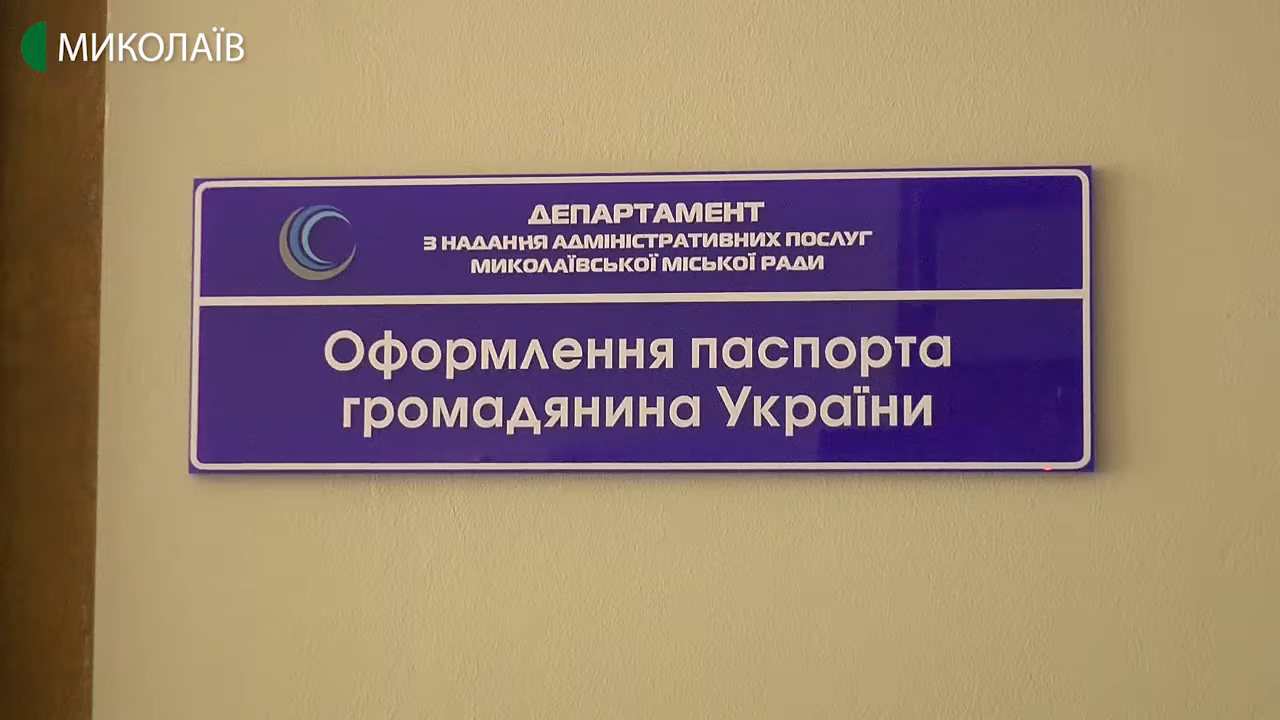 МИКОЛАЇВ
ДЕПАРТАМЕНТ
З НАДАННЯ АДМІНІСТРАТИВНИХ ПОСЛУГ
МИКОЛАЇВСЬКОЇ МІСЬКОЇ РАДИ
Оформлення паспорта
громадянина України